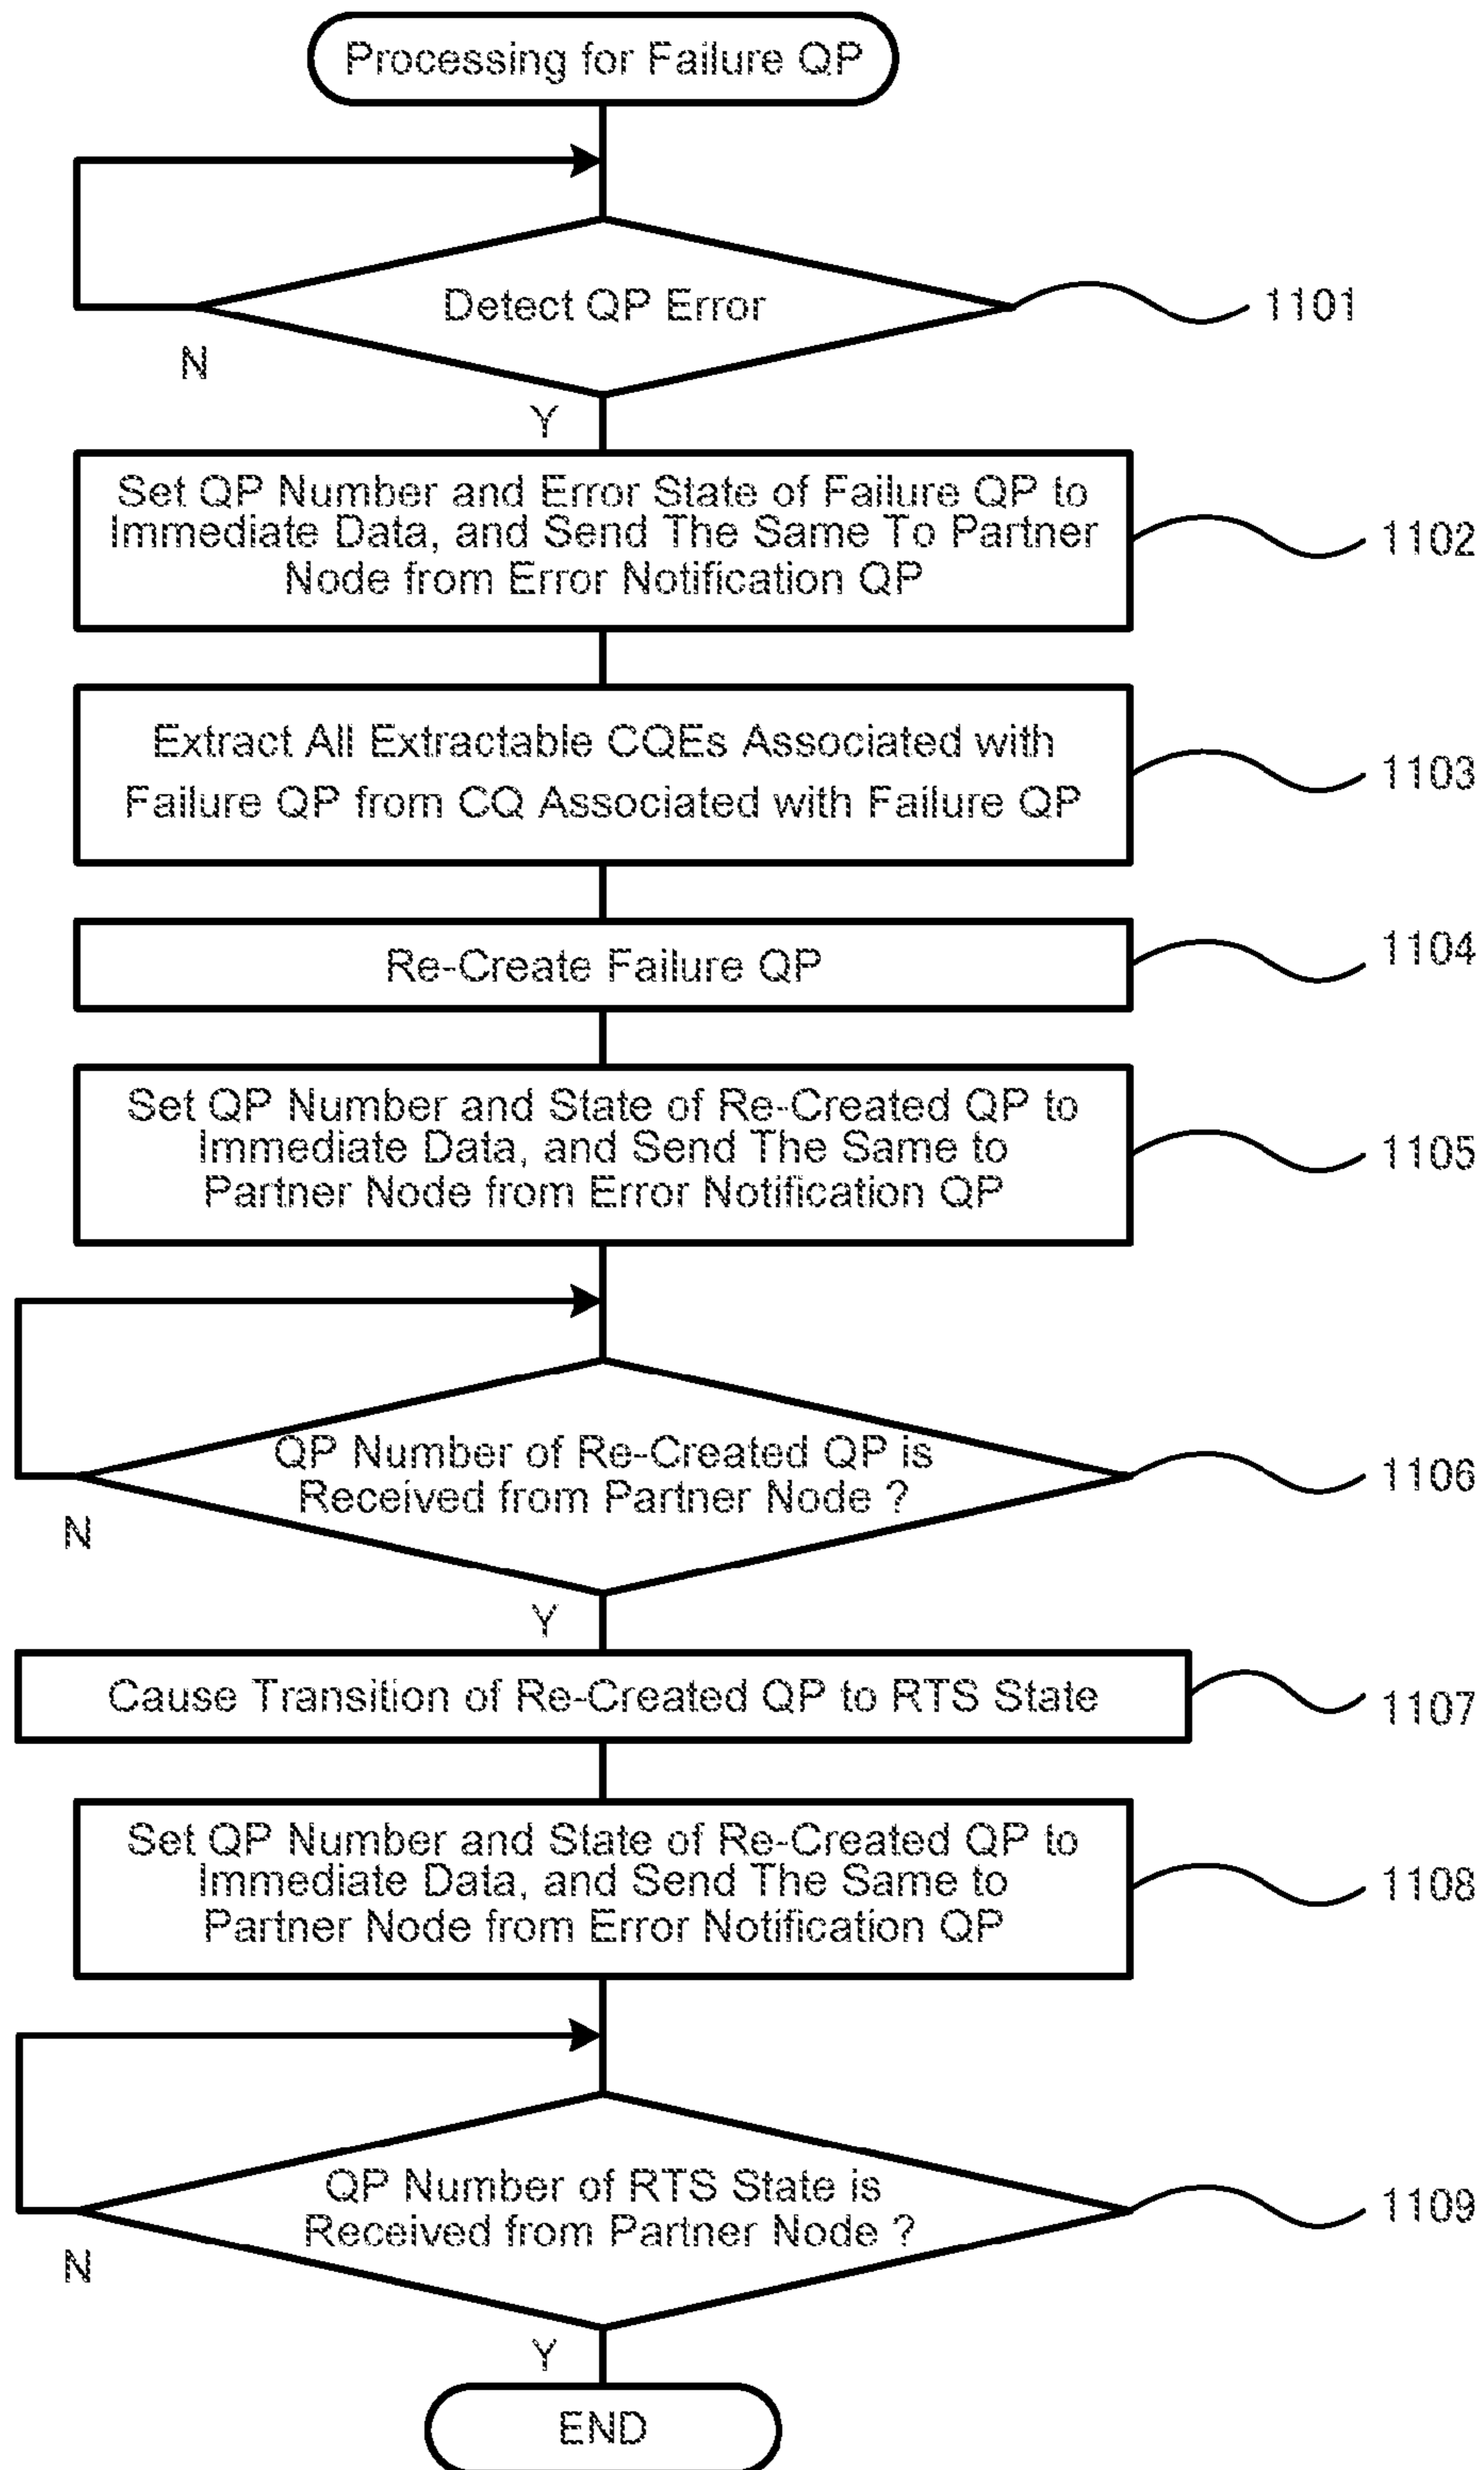 Processing for Failure QP
Detect QP Error
1101
N
Y
Set QP Number and Error State of Failure QP to
Immediate Data, and Send The Same To Partner
Node from Error Notification QP
1102
Extract All Extractable CQEs Associated with
Failure QP from CQ Associated with Failure QP
1103
Re-Create Failure QP
1104
Set QP Number and State of Re-Created QP to
Immediate Data, and Send The Same to
Partner Node from Error Notification QP
1105
QP Number of Re-Created QP is
Received from Partner Node ?
1106
N
Y
Cause Transition of Re-Created QP to RTS State
1107
Set QP Number and State of Re-Created QP to
Immediate Data, and Send The Same to
Partner Node from Error Notification QP
1108
QP Number of RTS State is
Received from Partner Node ?
1109
N
Y
END